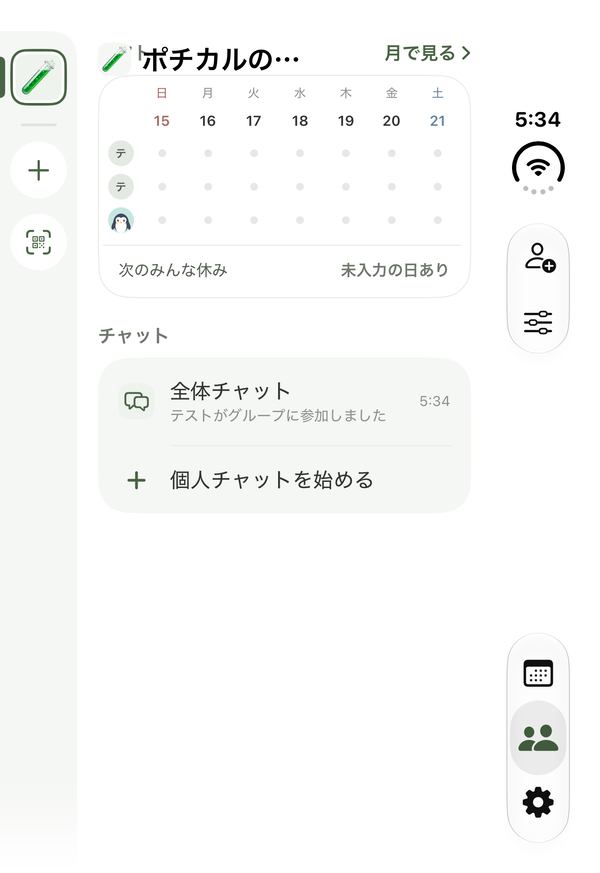 ポチカルの…
月で見る
日 月 火 水 木 金 土
15 16 17 18 19 20 21
テ
テ
次のみんな休み 未入力の日あり
チャット
全体チャット
テストがグループに参加しました
5:34
個人チャットを始める
5:34